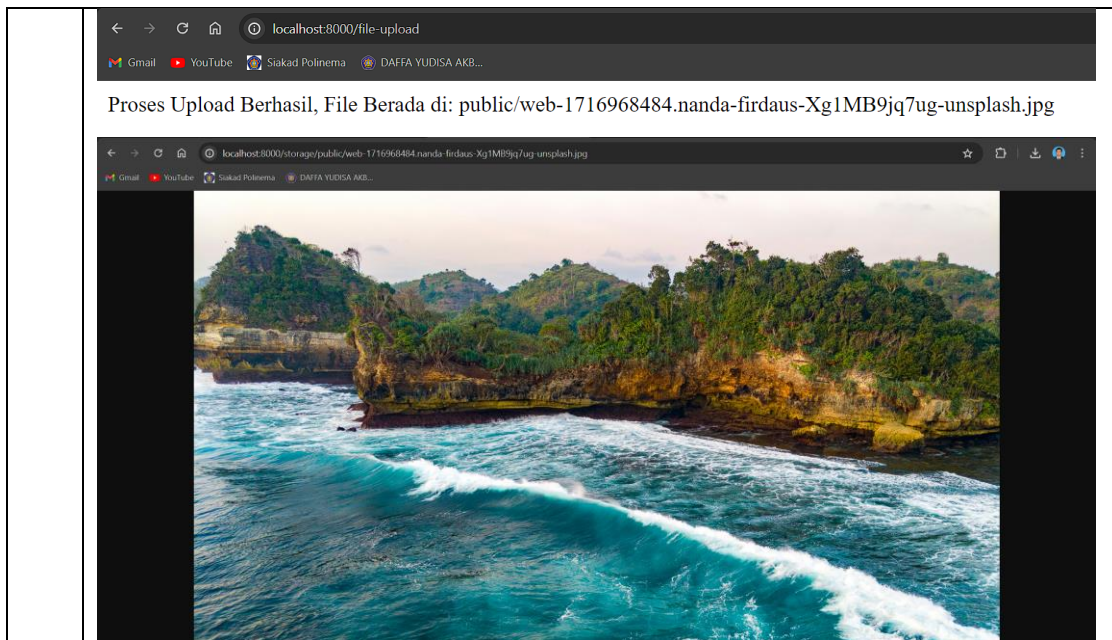 localhost:8000/file-upload
Gmail YouTube Siakad Polinema DAFFA YUDISA AKB...
Proses Upload Berhasil, File Berada di: public/web-1716968484.nanda-firdaus-Xg1MB9jq7ug-unsplash.jpg
localhost:8000/storage/public/web-1716968484.nanda-firdaus-Xg1MB9jq7ug-unsplash.jpg
Gmail YouTube Siakad Polinema DAFFA YUDISA AKB...